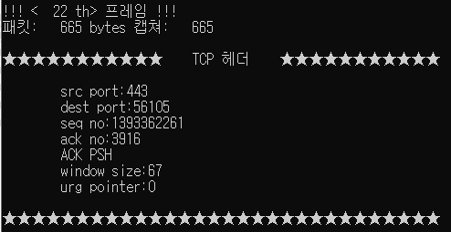 !!! <  22 th> 프레임 !!!
패킷:   665 bytes 캡쳐:   665
★★★★★★★★★★★   TCP 헤더   ★★★★★★★★★★★
src port:443
dest port:56105
seq no:1393362261
ack no:3916
ACK PSH
window size:67
urg pointer:0
★★★★★★★★★★★★★★★★★★★★★★★★★★★★★★